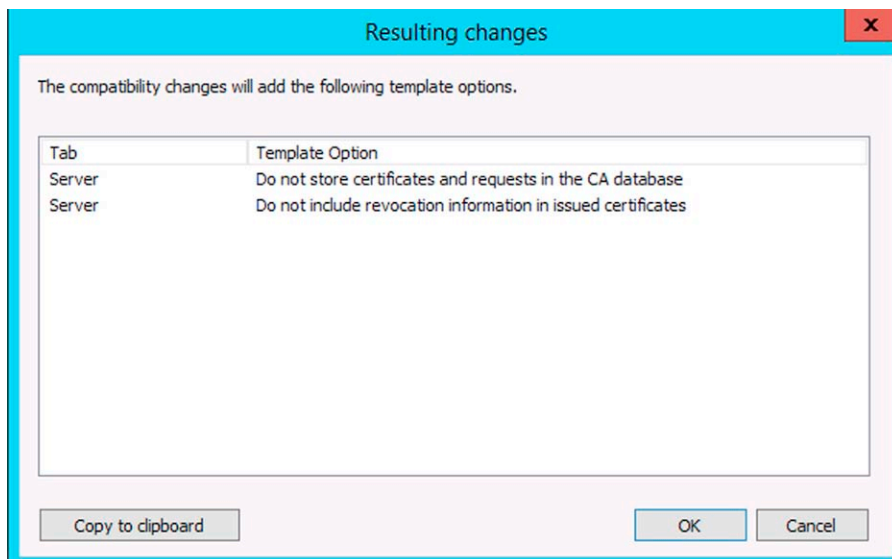 Resulting changes
x
The compatibility changes will add the following template options.
Tab Template Option
Server Do not store certificates and requests in the CA database
Server Do not include revocation information in issued certificates
Copy to clipboard OK Cancel